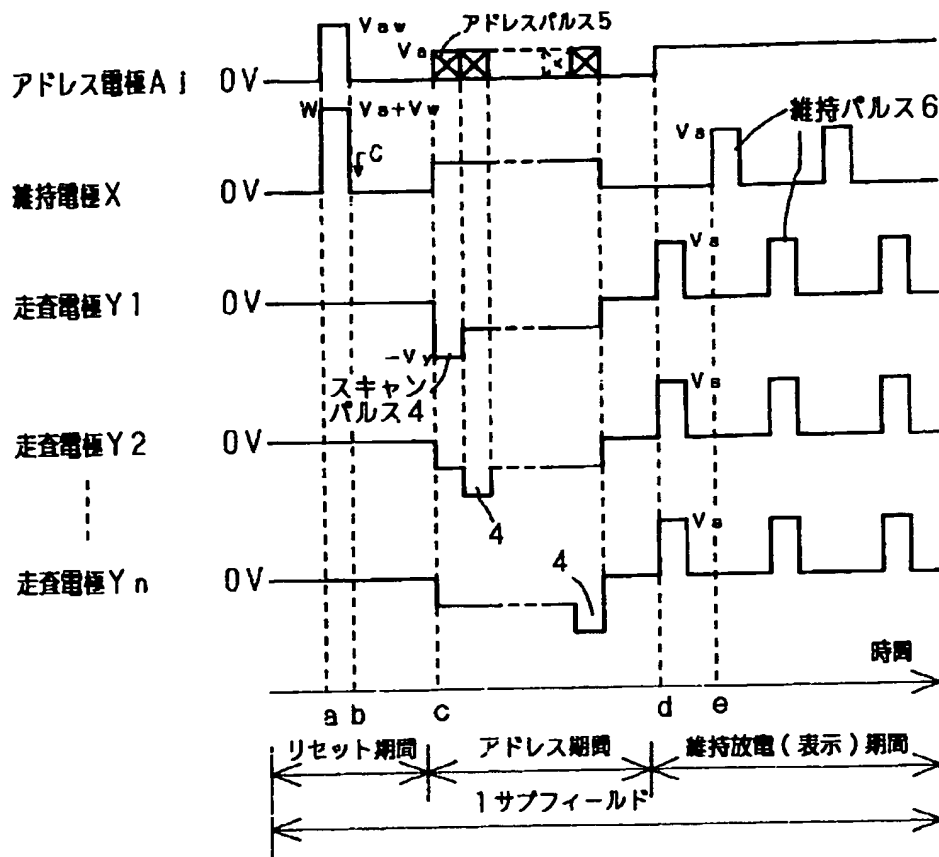 Vaw
アドレスパルス5
Va
アドレス電極Aj 0V
W Vs+Vw
維持パルス6
Vs
C
維持電極X 0V
Vs
走査電極Y1 0V
-Vy
スキャン
パルス4
Vs
走査電極Y2 0V
4
Vs
4
走査電極Yn 0V
時間
a b c d e
リセット期間 アドレス期間 維持放電(表示)期間
1サブフィールド